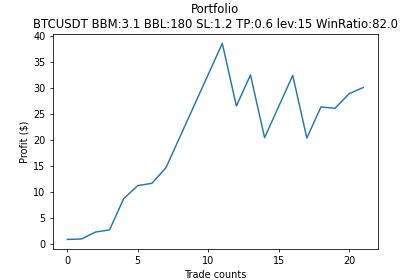 Portfolio
BTCUSDT BBM:3.1 BBL:180 SL:1.2 TP:0.6 lev:15 WinRatio:82.0
40
35
30
25
20
15
10
5
0
Profit ($)
0 5 10 15 20
Trade counts